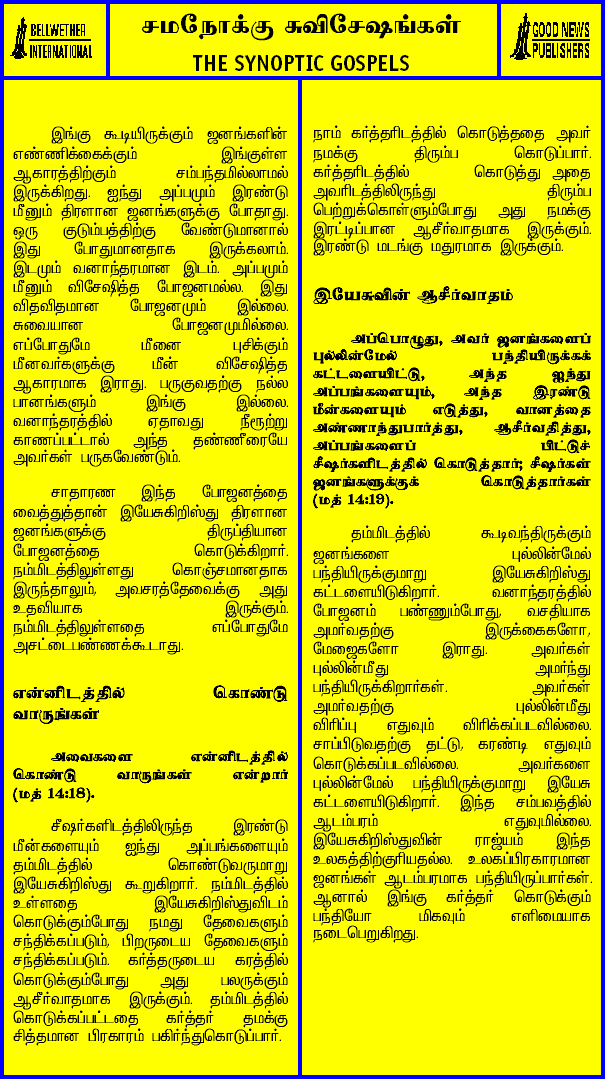 BELLWETHER
INTERNATIONAL
சமநோக்கு சுவிசேஷங்கள்
THE SYNOPTIC GOSPELS
GOOD NEWS
PUBLISHERS
இங்கு கூடியிருக்கும் ஜனங்களின்
எண்ணிக்கைக்கும் இங்குள்ள
ஆகாரத்திற்கும் சம்பந்தமில்லாமல்
இருக்கிறது. ஐந்து அப்பமும் இரண்டு
மீனும் திரளான ஜனங்களுக்கு போதாது.
ஒரு குடும்பத்திற்கு வேண்டுமானால்
இது போதுமானதாக இருக்கலாம்.
இடமும் வனாந்தரமான இடம். அப்பமும்
மீனும் விசேஷித்த போஜனமல்ல. இது
விதவிதமான போஜனமும் இல்லை.
சுவையான போஜனமுமில்லை.
எப்போதுமே மீனை புசிக்கும்
மீனவர்களுக்கு மீன் விசேஷித்த
ஆகாரமாக இராது. பருகுவதற்கு நல்ல
பானங்களும் இங்கு இல்லை.
வனாந்தரத்தில் ஏதாவது நீரூற்று
காணப்பட்டால் அந்த தண்ணீரையே
அவர்கள் பருகவேண்டும்.
சாதாரண இந்த போஜனத்தை
வைத்துத்தான் இயேசுகிறிஸ்து திரளான
ஜனங்களுக்கு திருப்தியான
போஜனத்தை கொடுக்கிறார்.
நம்மிடத்திலுள்ளது கொஞ்சமானதாக
இருந்தாலும், அவசரத்தேவைக்கு அது
உதவியாக இருக்கும்.
நம்மிடத்திலுள்ளதை எப்போதுமே
அசட்டைபண்ணக்கூடாது.
என்னிடத்தில் கொண்டு
வாருங்கள்
அவைகளை என்னிடத்தில்
கொண்டு வாருங்கள் என்றார்
(மத் 14:18).
சீஷர்களிடத்திலிருந்த இரண்டு
மீன்களையும் ஐந்து அப்பங்களையும்
தம்மிடத்தில் கொண்டுவருமாறு
இயேசுகிறிஸ்து கூறுகிறார். நம்மிடத்தில்
உள்ளதை இயேசுகிறிஸ்துவிடம்
கொடுக்கும்போது நமது தேவைகளும்
சந்திக்கப்படும், பிறருடைய தேவைகளும்
சந்திக்கப்படும். கர்த்தருடைய கரத்தில்
கொடுக்கும்போது அது பலருக்கும்
ஆசீர்வாதமாக இருக்கும். தம்மிடத்தில்
கொடுக்கப்பட்டதை கர்த்தர் தமக்கு
சித்தமான பிரகாரம் பகிர்ந்துகொடுப்பார்.
நாம் கர்த்தரிடத்தில் கொடுத்ததை அவர்
நமக்கு திரும்ப கொடுப்பார்.
கர்த்தரிடத்தில் கொடுத்து அதை
அவரிடத்திலிருந்து திரும்ப
பெற்றுக்கொள்ளும்போது அது நமக்கு
இரட்டிப்பான ஆசீர்வாதமாக இருக்கும்.
இரண்டு மடங்கு மதுரமாக இருக்கும்.
இயேசுவின் ஆசீர்வாதம்
அப்பொழுது, அவர் ஜனங்களைப்
புல்லின்மேல் பந்தியிருக்கக்
கட்டளையிட்டு, அந்த ஐந்து
அப்பங்களையும், அந்த இரண்டு
மீன்களையும் எடுத்து, வானத்தை
அண்ணாந்துபார்த்து, ஆசீர்வதித்து,
அப்பங்களைப் பிட்டுச்
சீஷர்களிடத்தில் கொடுத்தார்; சீஷர்கள்
ஜனங்களுக்குக் கொடுத்தார்கள்
(மத் 14:19).
தம்மிடத்தில் கூடிவந்திருக்கும்
ஜனங்களை புல்லின்மேல்
பந்தியிருக்குமாறு இயேசுகிறிஸ்து
கட்டளையிடுகிறார். வனாந்தரத்தில்
போஜனம் பண்ணும்போது, வசதியாக
அமர்வதற்கு இருக்கைகளோ,
மேஜைகளோ இராது. அவர்கள்
புல்லின்மீது அமர்ந்து
பந்தியிருக்கிறார்கள். அவர்கள்
அமர்வதற்கு புல்லின்மீது
விரிப்பு எதுவும் விரிக்கப்படவில்லை.
சாப்பிடுவதற்கு தட்டு, கரண்டி எதுவும்
கொடுக்கப்படவில்லை. அவர்களை
புல்லின்மேல் பந்தியிருக்குமாறு இயேசு
கட்டளையிடுகிறார். இந்த சம்பவத்தில்
ஆடம்பரம் எதுவுமில்லை.
இயேசுகிறிஸ்துவின் ராஜ்யம் இந்த
உலகத்திற்குரியதல்ல. உலகப்பிரகாரமான
ஜனங்கள் ஆடம்பரமாக பந்தியிருப்பார்கள்.
ஆனால் இங்கு கர்த்தர் கொடுக்கும்
பந்தியோ மிகவும் எளிமையாக
நடைபெறுகிறது.